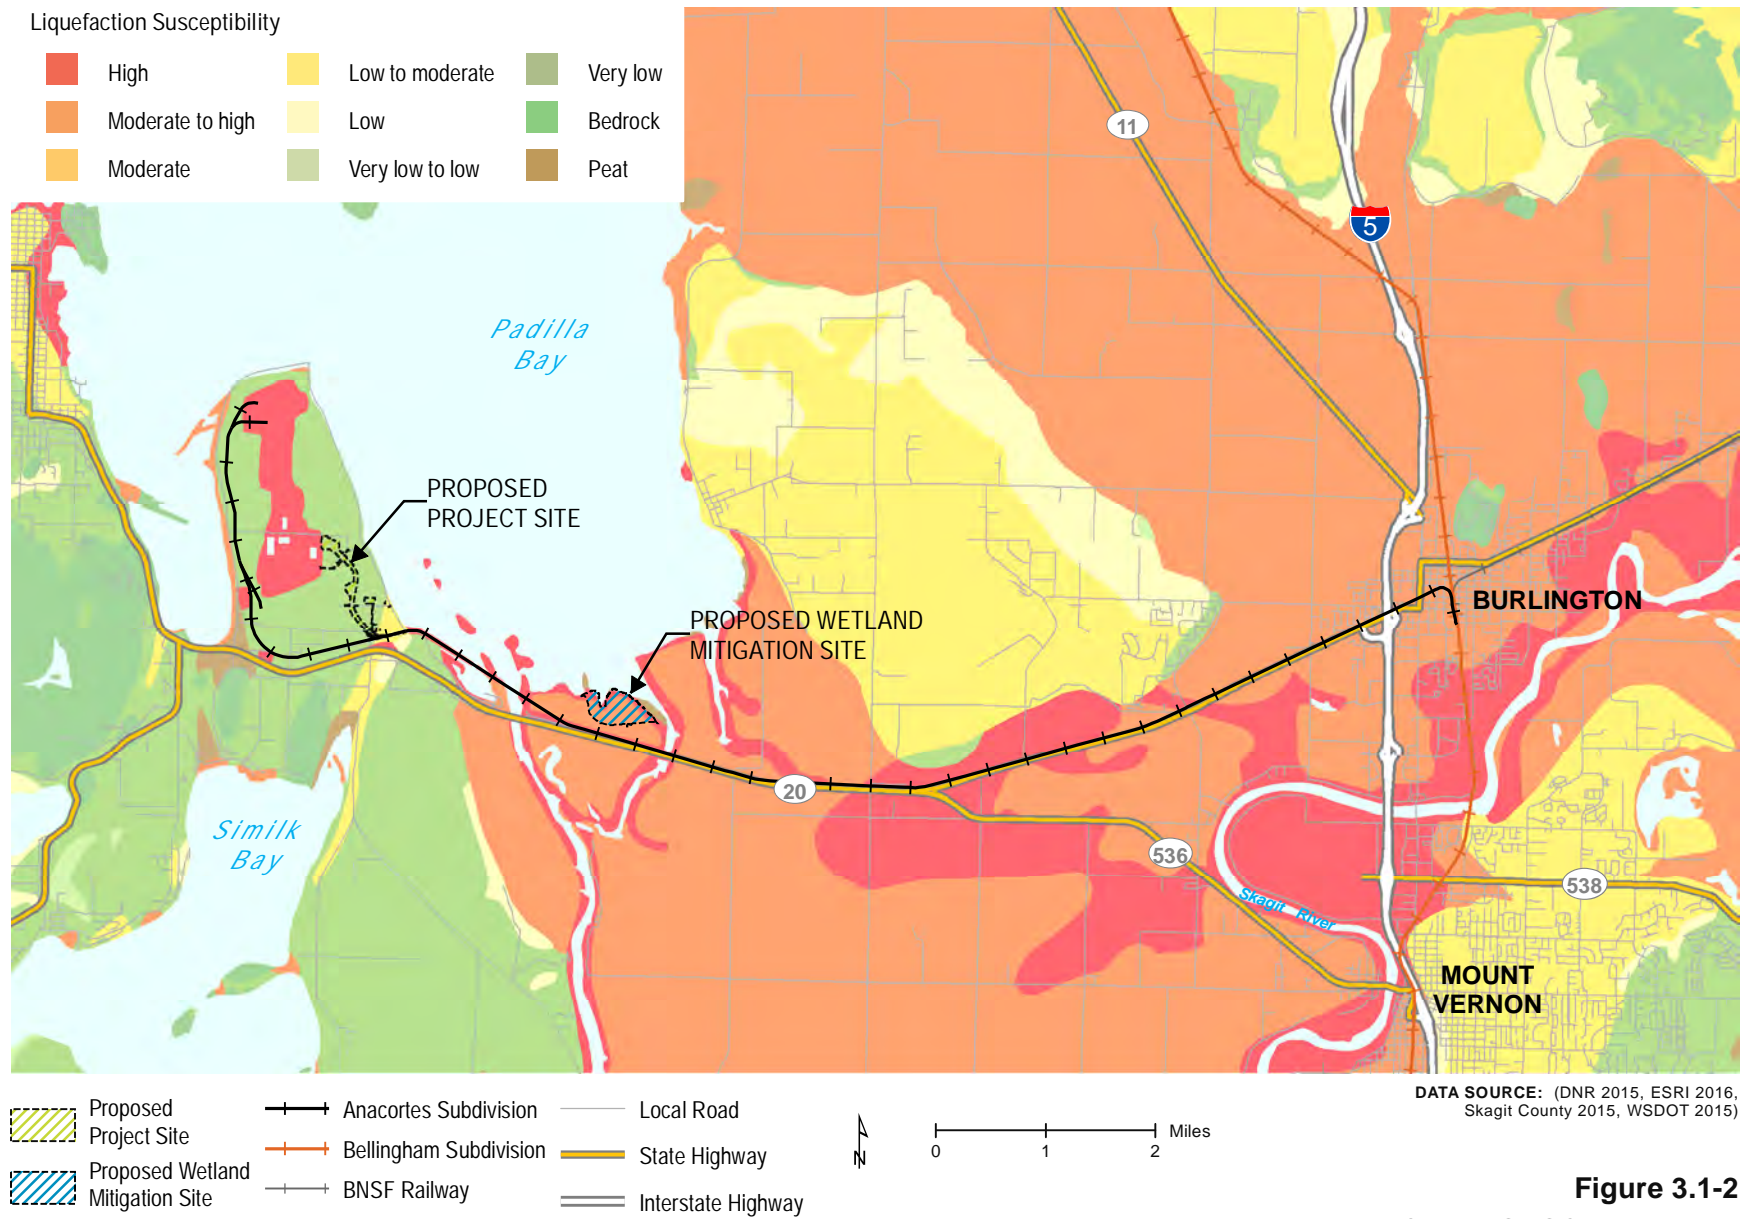 Liquefaction Susceptibility
High
Moderate to high
Moderate
Low to moderate
Low
Very low to low
Very low
Bedrock
Peat
11
5
Padilla
Bay
PROPOSED
PROJECT SITE
PROPOSED WETLAND
MITIGATION SITE
BURLINGTON
20
536
538
Similk
Bay
Skagit River
MOUNT
VERNON
Proposed
Project Site
Proposed Wetland
Mitigation Site
Anacortes Subdivision
Bellingham Subdivision
BNSF Railway
Local Road
State Highway
Interstate Highway
N
0 1 2 Miles
DATA SOURCE: (DNR 2015, ESRI 2016,
Skagit County 2015, WSDOT 2015)
Figure 3.1-2